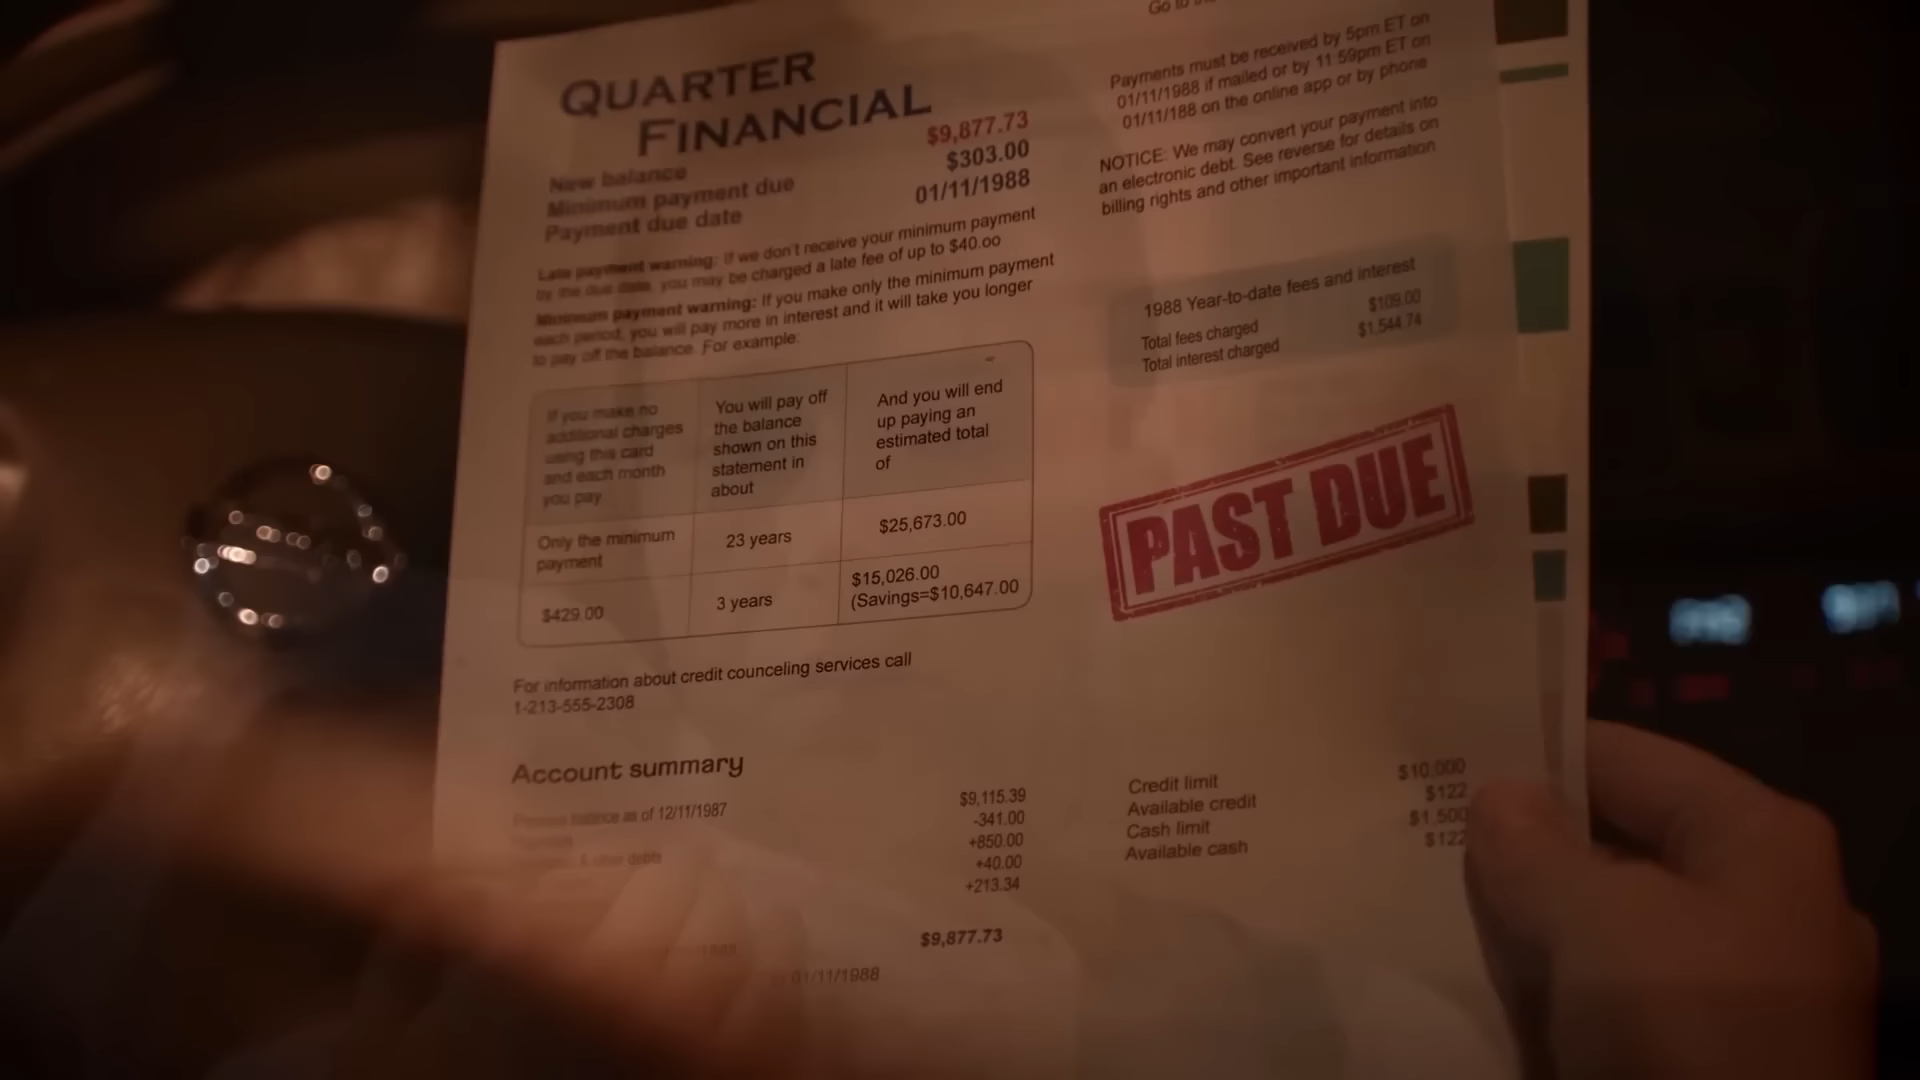 QUARTER
FINANCIAL
New balance $9,877.73
Minimum payment due $303.00
Payment due date 01/11/1988
Late payment warning: If we don't receive your minimum payment
by the due date, you may be charged a late fee of up to $40.oo
Minimum payment warning: If you make only the minimum payment
each period, you will pay more in interest and it will take you longer
to pay off the balance. For example:
If you make no
additional charges
using this card
and each month
you pay
You will pay off
the balance
shown on this
statement in
about
And you will end
up paying an
estimated total
of
Only the minimum
payment
23 years
$25,673.00
$429.00
3 years
$15,026.00
(Savings=$10,647.00
For information about credit counceling services call
1-213-555-2308
Account summary
balance as of 12/11/1987 $9,115.39
-341.00
& other debts +850.00
+40.00
+213.34
$9,877.73
01/11/1988
Go to
Payments must be received by 5pm ET on
01/11/1988 if mailed or by 11:59pm ET on
01/11/188 on the online app or by phone
NOTICE: We may convert your payment into
an electronic debt. See reverse for details on
billing rights and other important information
1988 Year-to-date fees and interest
Total fees charged $109.00
Total interest charged $1,544.74
PAST DUE
Credit limit $10,000
Available credit $122
Cash limit $1,500
Available cash $122